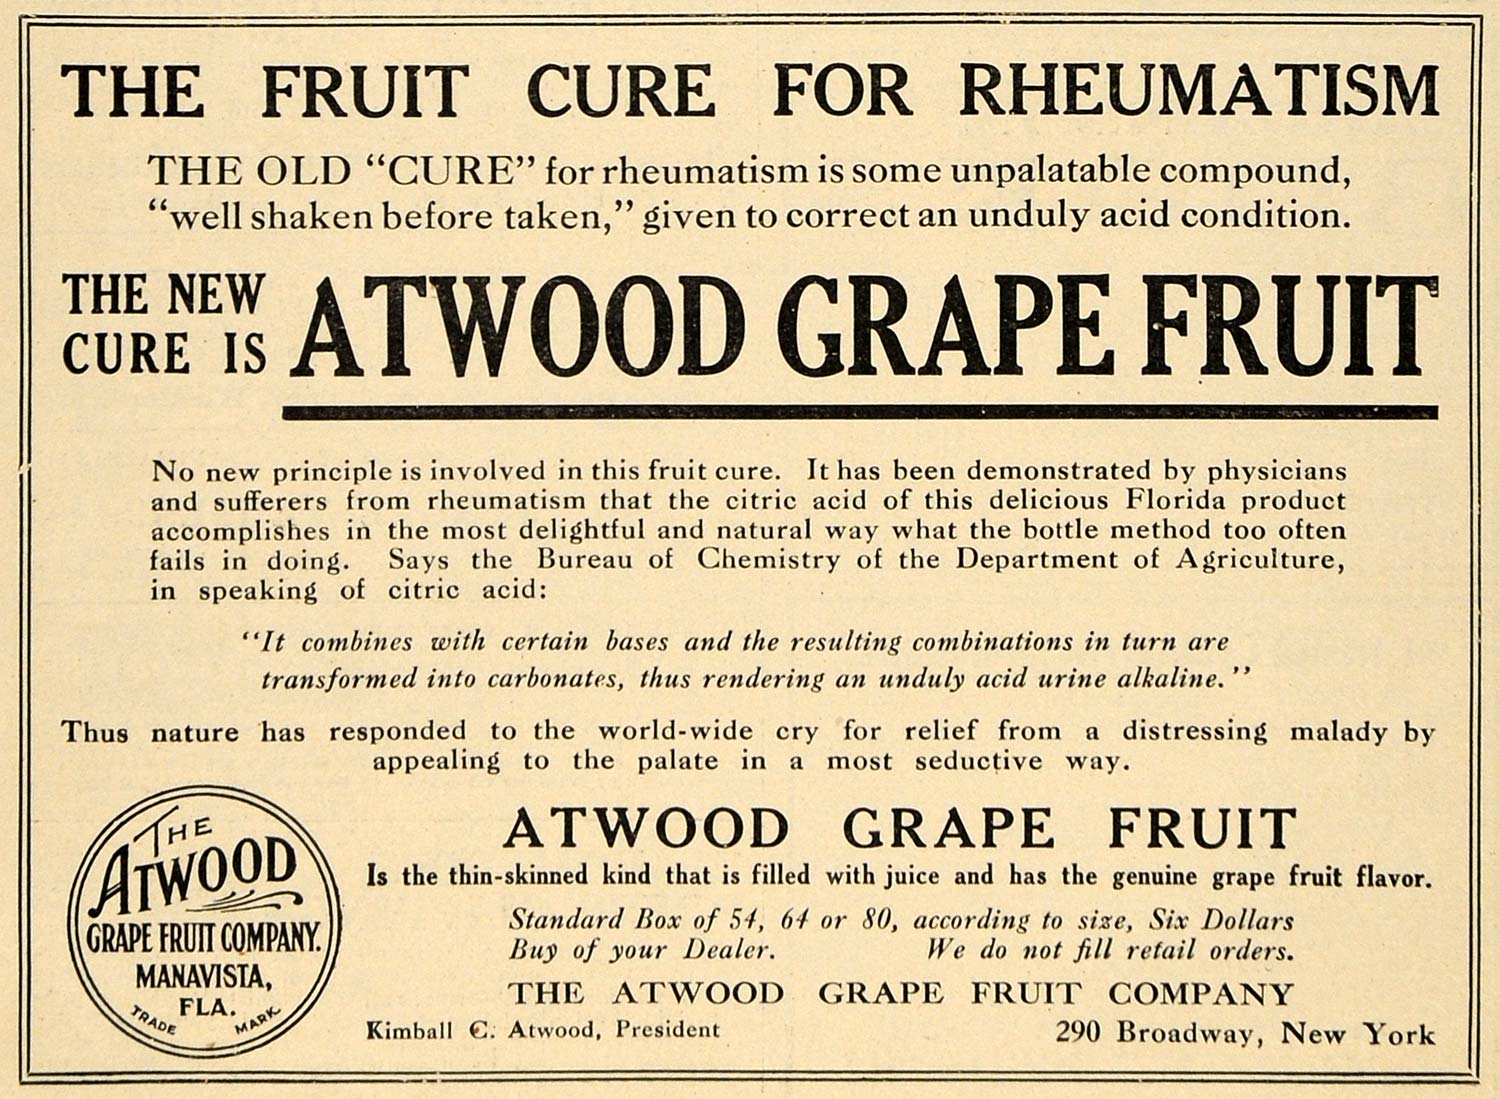 THE FRUIT CURE FOR RHEUMATISM
THE OLD “CURE” for rheumatism is some unpalatable compound,
“well shaken before taken,” given to correct an unduly acid condition.
THE NEW
CURE IS
ATWOOD GRAPE FRUIT
No new principle is involved in this fruit cure. It has been demonstrated by physicians
and sufferers from rheumatism that the citric acid of this delicious Florida product
accomplishes in the most delightful and natural way what the bottle method too often
fails in doing. Says the Bureau of Chemistry of the Department of Agriculture,
in speaking of citric acid:
“It combines with certain bases and the resulting combinations in turn are
transformed into carbonates, thus rendering an unduly acid urine alkaline.”
Thus nature has responded to the world-wide cry for relief from a distressing malady by
appealing to the palate in a most seductive way.
THE
ATWOOD
GRAPE FRUIT COMPANY.
MANAVISTA,
FLA.
TRADE MARK.
ATWOOD GRAPE FRUIT
Is the thin-skinned kind that is filled with juice and has the genuine grape fruit flavor.
Standard Box of 54, 64 or 80, according to size, Six Dollars
Buy of your Dealer. We do not fill retail orders.
THE ATWOOD GRAPE FRUIT COMPANY
Kimball C. Atwood, President 290 Broadway, New York